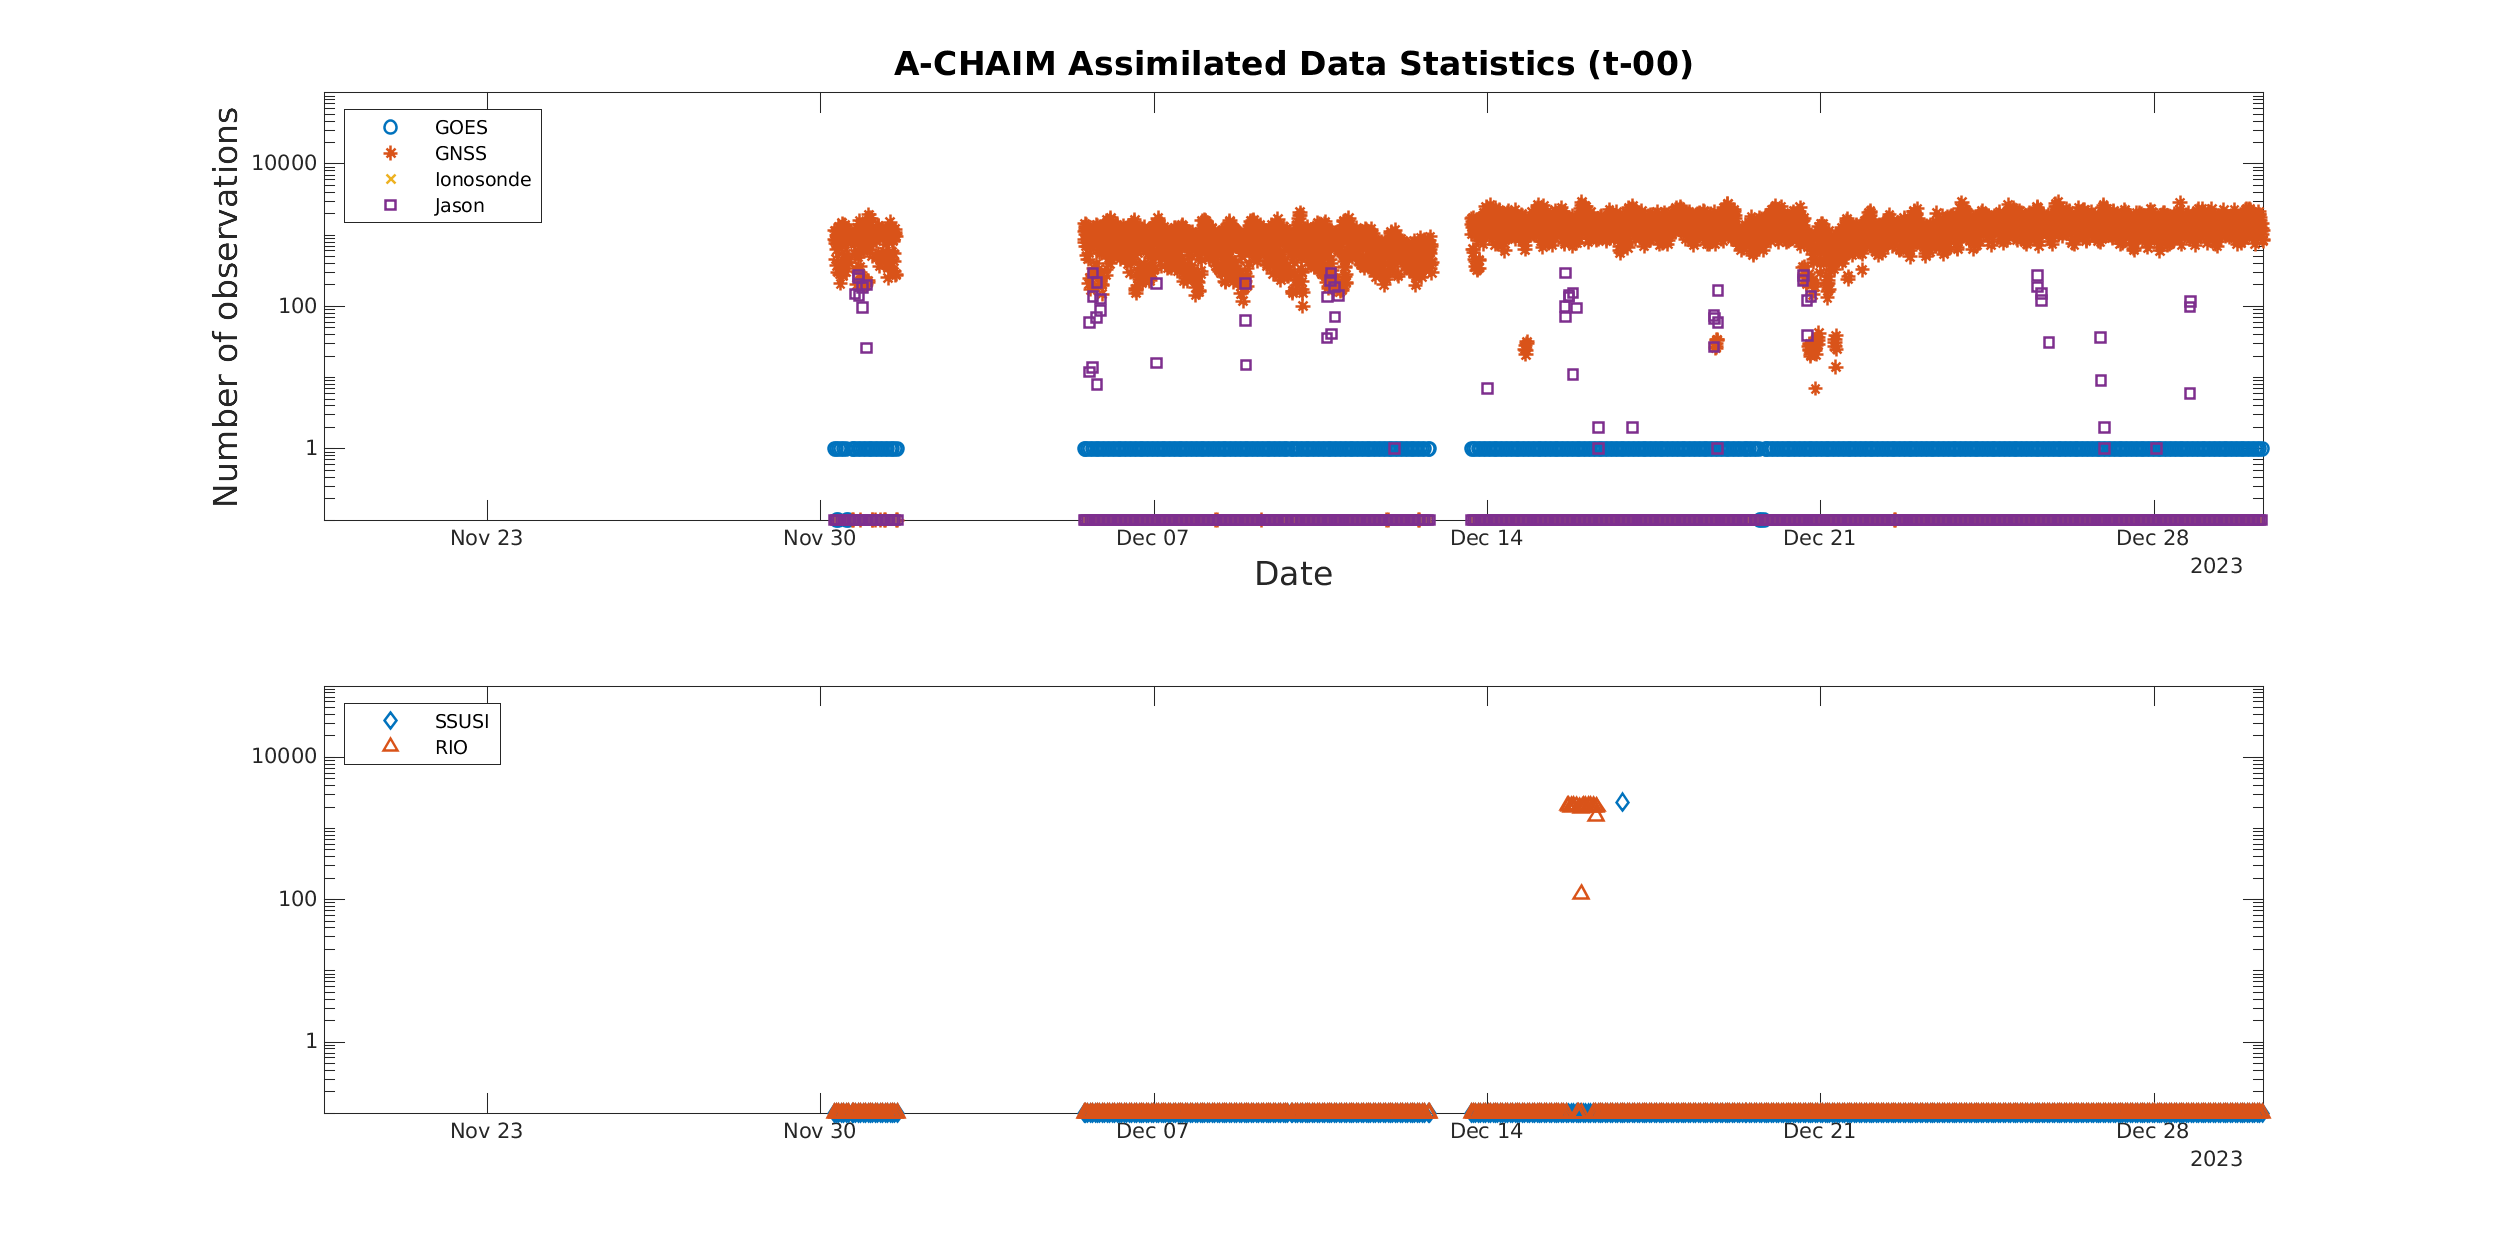 A-CHAIM Assimilated Data Statistics (t-00)
Number of observations
10000
100
1
GOES
GNSS
Ionosonde
Jason
Nov 23
Nov 30
Dec 07
Dec 14
Dec 21
Dec 28
2023
Date
10000
100
1
SSUSI
RIO
Nov 23
Nov 30
Dec 07
Dec 14
Dec 21
Dec 28
2023